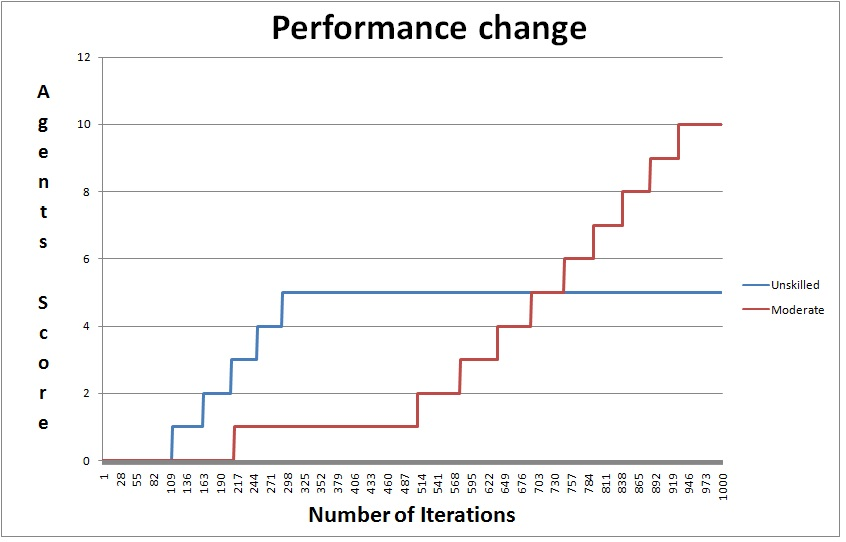 Performance change
12
10
8
6
4
2
0
Agents Score
1 28 55 82 109 136 163 190 217 244 271 298 325 352 379 406 433 460 487 514 541 568 595 622 649 676 703 730 757 784 811 838 865 892 919 946 973 1000
Number of Iterations
Unskilled
Moderate